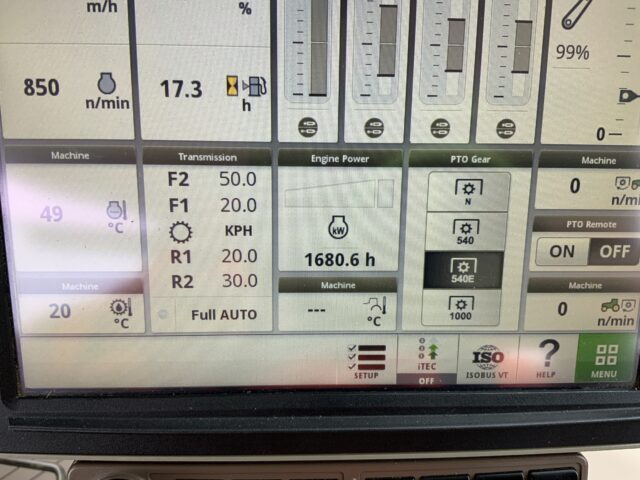 m/h
%
850
n/min
17.3
h
99%
0
Machine
49
°C
Machine
20
°C
Transmission
F2 50.0
F1 20.0
KPH
R1 20.0
R2 30.0
Full AUTO
Engine Power
kW
1680.6 h
Machine
---
°C
PTO Gear
N
540
540E
1000
Machine
0
n/mi
PTO Remote
ON OFF
0
n/min
SETUP
iTEC
OFF
ISO
ISOBUS VT
?
HELP
MENU